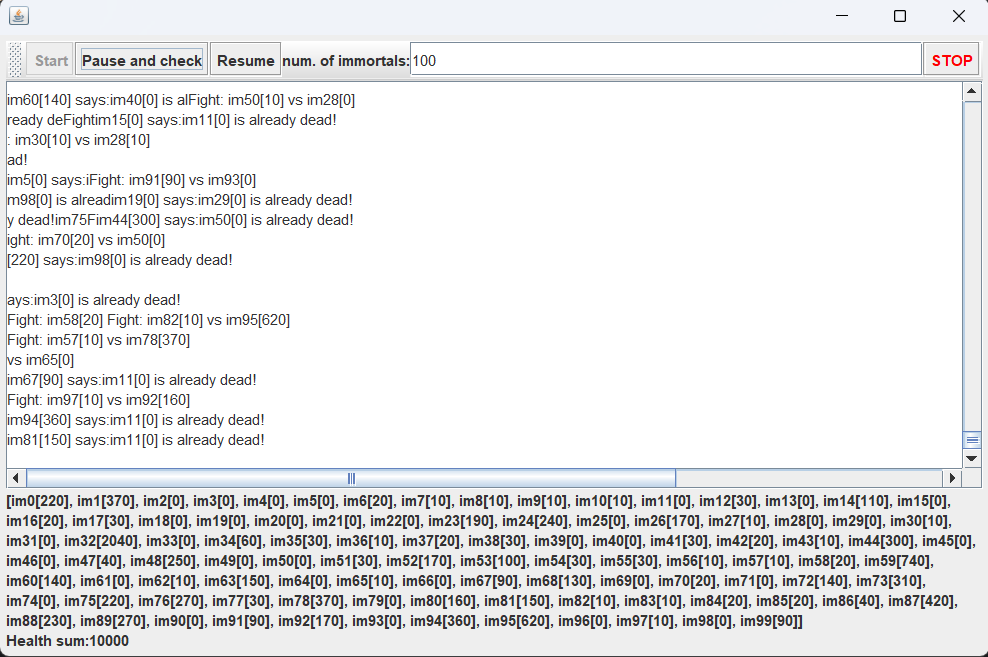 Start Pause and check Resume num. of immortals: 100 STOP
im60[140] says:im40[0] is alFight: im50[10] vs im28[0]
ready deFightim15[0] says:im11[0] is already dead!
: im30[10] vs im28[10]
ad!
im5[0] says:iFight: im91[90] vs im93[0]
m98[0] is alreadim19[0] says:im29[0] is already dead!
y dead!im75Fim44[300] says:im50[0] is already dead!
ight: im70[20] vs im50[0]
[220] says:im98[0] is already dead!
ays:im3[0] is already dead!
Fight: im58[20] Fight: im82[10] vs im95[620]
Fight: im57[10] vs im78[370]
vs im65[0]
im67[90] says:im11[0] is already dead!
Fight: im97[10] vs im92[160]
im94[360] says:im11[0] is already dead!
im81[150] says:im11[0] is already dead!
[im0[220], im1[370], im2[0], im3[0], im4[0], im5[0], im6[20], im7[10], im8[10], im9[10], im10[10], im11[0], im12[30], im13[0], im14[110], im15[0],
im16[20], im17[30], im18[0], im19[0], im20[0], im21[0], im22[0], im23[190], im24[240], im25[0], im26[170], im27[10], im28[0], im29[0], im30[10],
im31[0], im32[2040], im33[0], im34[60], im35[30], im36[10], im37[20], im38[30], im39[0], im40[0], im41[30], im42[20], im43[10], im44[300], im45[0],
im46[0], im47[40], im48[250], im49[0], im50[0], im51[30], im52[170], im53[100], im54[30], im55[30], im56[10], im57[10], im58[20], im59[740],
im60[140], im61[0], im62[10], im63[150], im64[0], im65[10], im66[0], im67[90], im68[130], im69[0], im70[20], im71[0], im72[140], im73[310],
im74[0], im75[220], im76[270], im77[30], im78[370], im79[0], im80[160], im81[150], im82[10], im83[10], im84[20], im85[20], im86[40], im87[420],
im88[230], im89[270], im90[0], im91[90], im92[170], im93[0], im94[360], im95[620], im96[0], im97[10], im98[0], im99[90]]
Health sum:10000